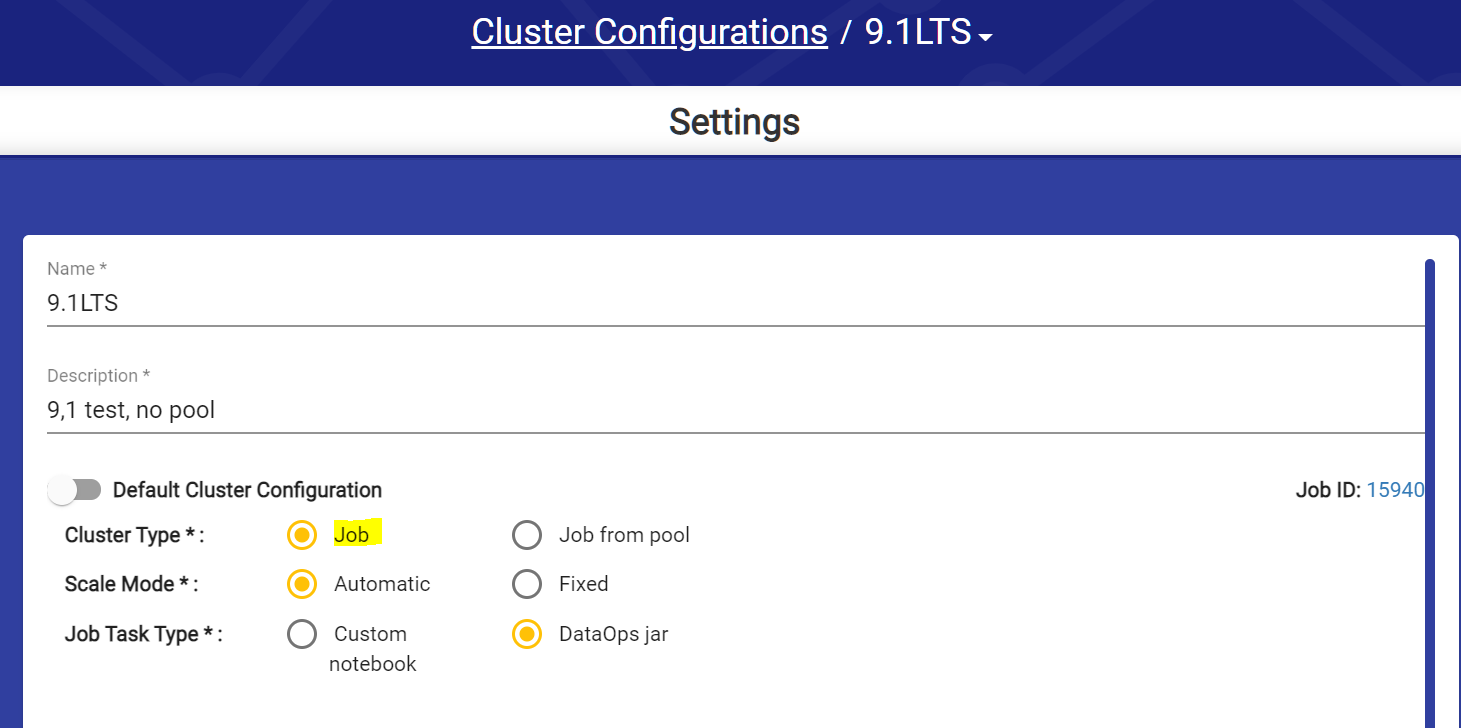 Cluster Configurations / 9.1LTS
Settings
Name *
9.1LTS
Description *
9,1 test, no pool
Default Cluster Configuration Job ID: 15940
Cluster Type * : Job Job from pool
Scale Mode * : Automatic Fixed
Job Task Type * : Custom DataOps jar
notebook